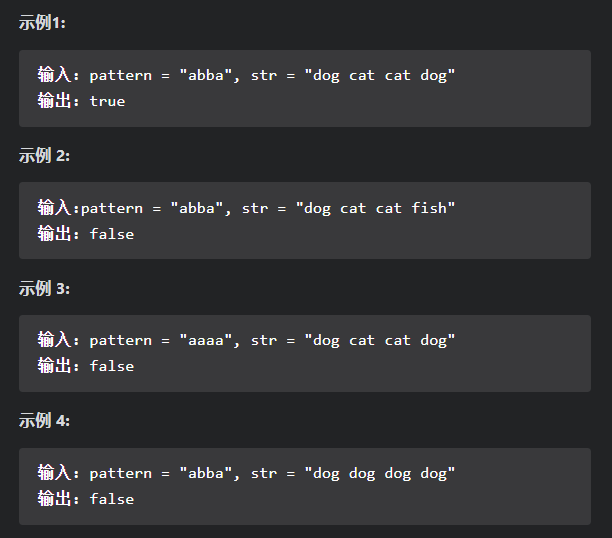 示例1:
输入: pattern = "abba", str = "dog cat cat dog"
输出: true
示例 2:
输入:pattern = "abba", str = "dog cat cat fish"
输出: false
示例 3:
输入: pattern = "aaaa", str = "dog cat cat dog"
输出: false
示例 4:
输入: pattern = "abba", str = "dog dog dog dog"
输出: false